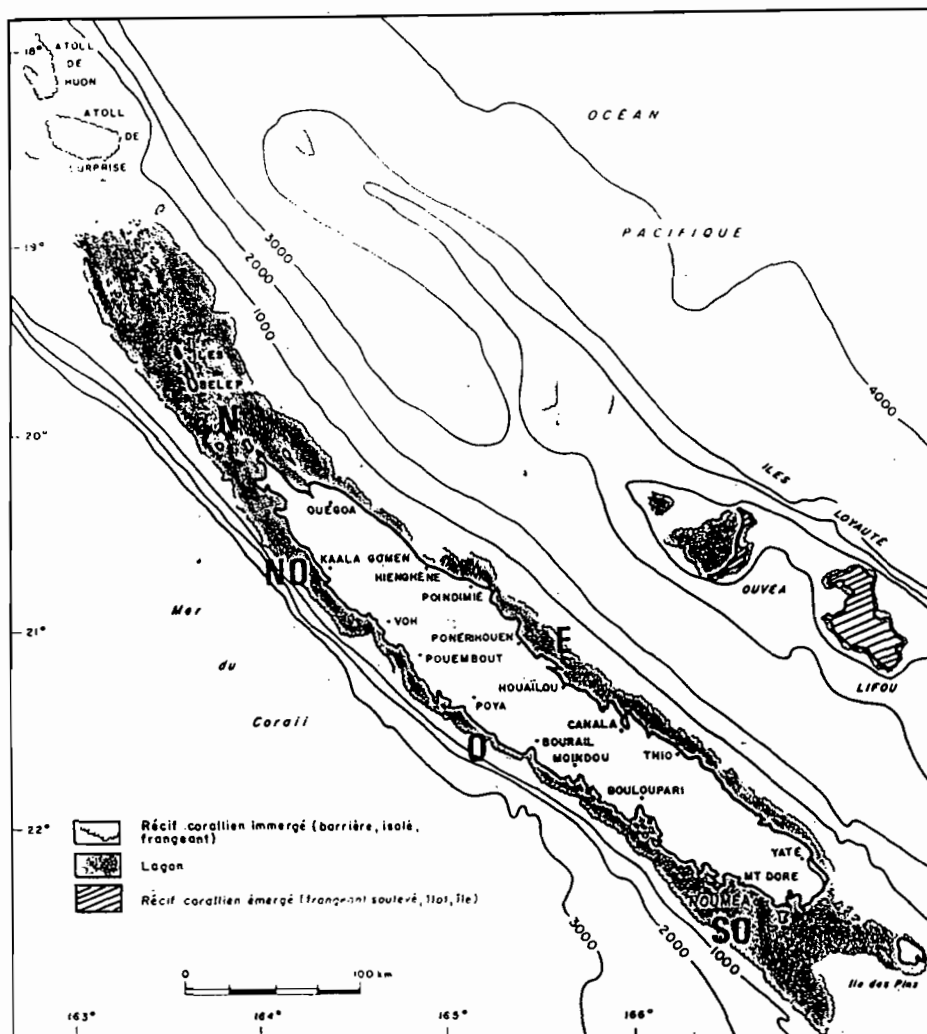 18°
ATOLL
DE
HUON
ATOLL
DE
SURPRISE
OCÉAN
PACIFIQUE
19°
3000
2000
1000
4000
ILES
BELEP
N
20°
ILES
LOYAUTÉ
OUÉGOA
OUVÉA
KAALA GOMEN
NO
HIENGHÈNE
POINDIMIÉ
LIFOU
Mer
du
Corail
21°
VOH
PONÉRIHOUEN
E
POUEMBOUT
HOUAÏLOU
POYA
CANALA
O
BOURAIL
MOINDOU
THIO
BOULOUPARI
22°
YATÉ
MT DORE
NOUMÉA
SO
Ile des Pins
Récif corallien immergé (barrière, isolé,
frangeant)
Lagon
Récif corallien émergé (frangeant soulevé, îlot, île)
3000
2000
1000
0
100 km
163°
164°
165°
166°